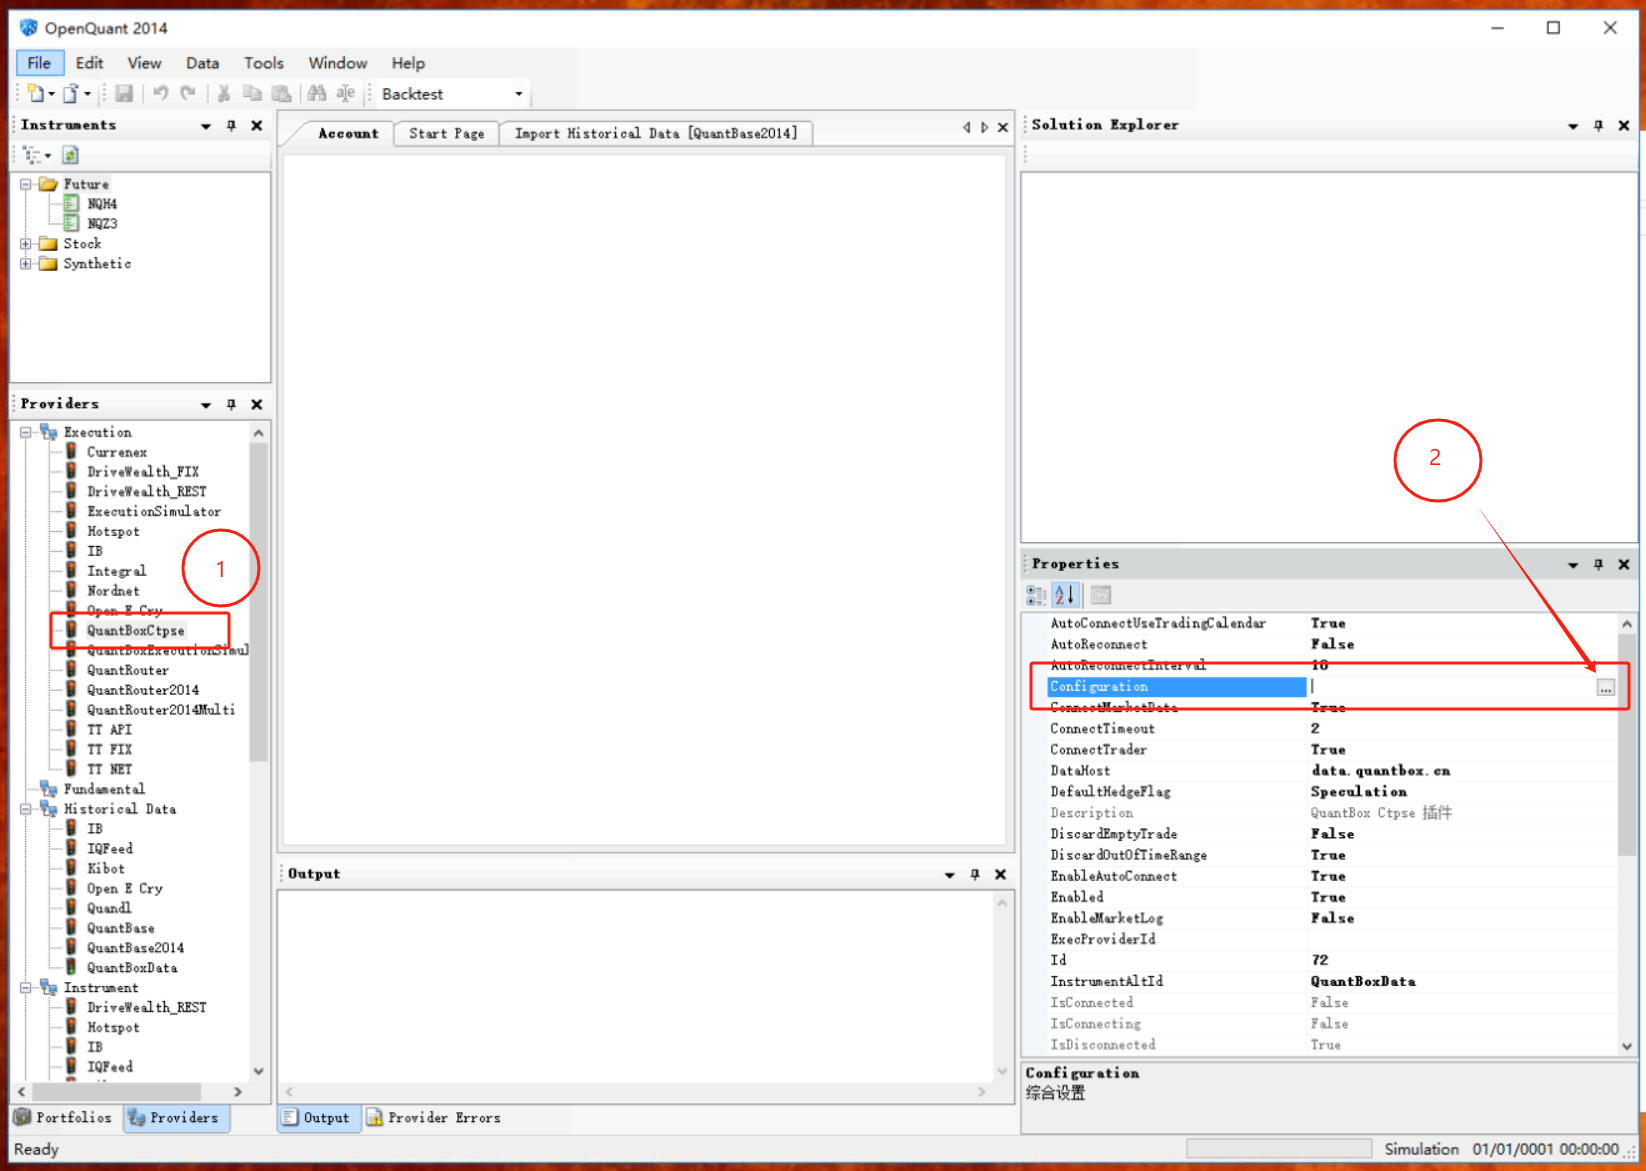 OpenQuant 2014
File Edit View Data Tools Window Help
Backtest
Instruments
Future
NQH4
NQZ3
Stock
Synthetic
Providers
Execution
Currenex
DriveWealth_FIX
DriveWealth_REST
ExecutionSimulator
Hotspot
IB
Integral
Nordnet
Open E Cry
QuantBoxCtpse
QuantBoxExecutionSimul
QuantRouter
QuantRouter2014
QuantRouter2014Multi
TT API
TT FIX
TT NET
Fundamental
Historical Data
IB
IQFeed
Kibot
Open E Cry
Quandl
QuantBase
QuantBase2014
QuantBoxData
Instrument
DriveWealth_REST
Hotspot
IB
IQFeed
1
Portfolios Providers
Account Start Page Import Historical Data [QuantBase2014]
Output
Output Provider Errors
Solution Explorer
2
Properties
AutoConnectUseTradingCalendar True
AutoReconnect False
AutoReconnectInterval 10
Configuration ...
ConnectMarketData True
ConnectTimeout 2
ConnectTrader True
DataHost data.quantbox.cn
DefaultHedgeFlag Speculation
Description QuantBox Ctpse 插件
DiscardEmptyTrade False
DiscardOutOfTimeRange True
EnableAutoConnect True
Enabled True
EnableMarketLog False
ExecProviderId
Id 72
InstrumentAltId QuantBoxData
IsConnected False
IsConnecting False
IsDisconnected True
Configuration
综合设置
Ready
Simulation 01/01/0001 00:00:00